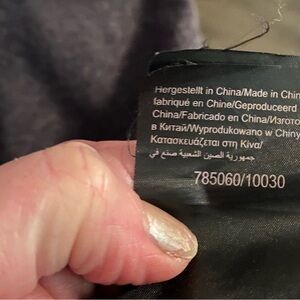 Hergestellt in China/Made in Chin
fabriqué en Chine/Geproduceerd
China/Fabricado en China/Изгото
в Китай/Wyprodukowano w Chiny
Κατασκευάζεται στη Κίνα/
جمهورية الصين الشعبية صنع في
785060/10030